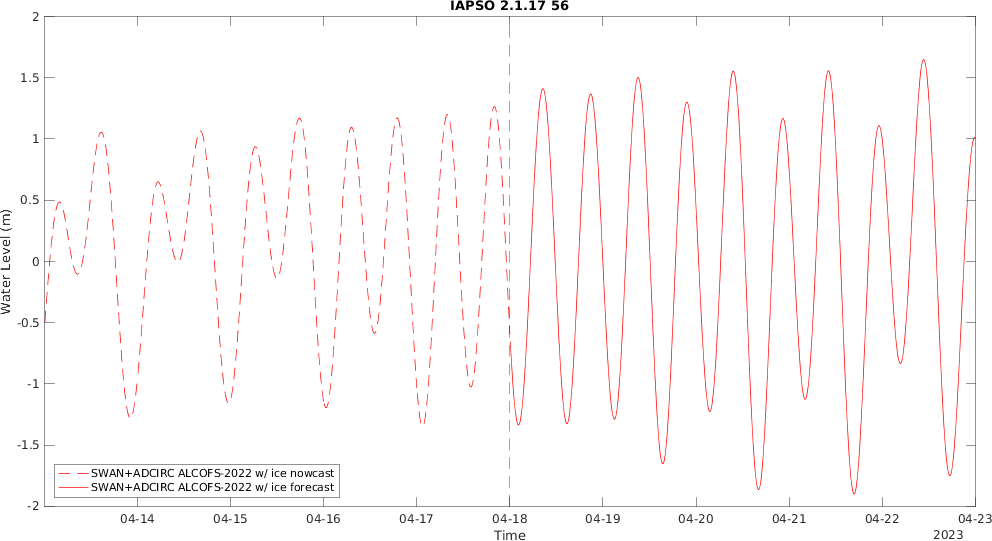 IAPSO 2.1.17 56
2
1.5
1
0.5
0
-0.5
-1
-1.5
-2
Water Level (m)
SWAN+ADCIRC ALCOFS-2022 w/ ice nowcast
SWAN+ADCIRC ALCOFS-2022 w/ ice forecast
04-14 04-15 04-16 04-17 04-18 04-19 04-20 04-21 04-22 04-23
Time
2023